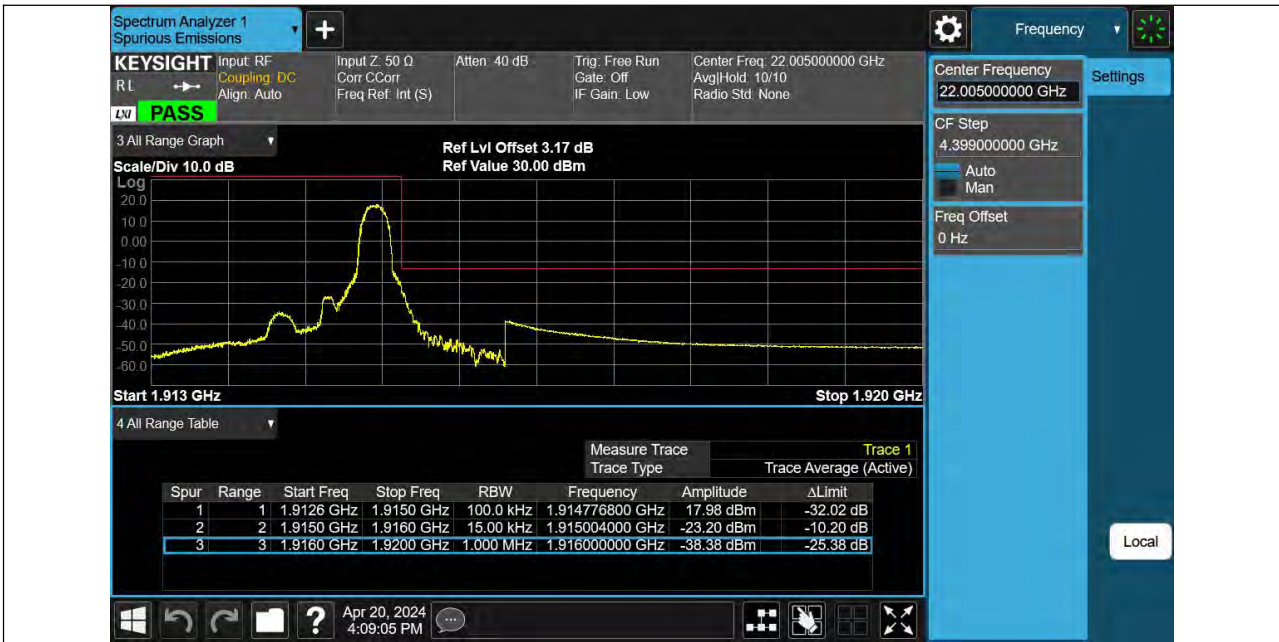 Spectrum Analyzer 1
Spurious Emissions
+
Frequency
KEYSIGHT
RL
LXI PASS
Input: RF
Coupling: DC
Align: Auto
Input Z: 50 Ω
Corr CCorr
Freq Ref: Int (S)
Atten: 40 dB
Trig: Free Run
Gate: Off
IF Gain: Low
Center Freq: 22.005000000 GHz
Avg|Hold: 10/10
Radio Std: None
Center Frequency
22.005000000 GHz
Settings
CF Step
4.399000000 GHz
Auto
Man
Freq Offset
0 Hz
3 All Range Graph
Scale/Div 10.0 dB
Ref Lvl Offset 3.17 dB
Ref Value 30.00 dBm
Log
20.0
10.0
0.00
-10.0
-20.0
-30.0
-40.0
-50.0
-60.0
Start 1.913 GHz
Stop 1.920 GHz
4 All Range Table
Measure Trace Trace 1
Trace Type Trace Average (Active)
Spur Range Start Freq Stop Freq RBW Frequency Amplitude ΔLimit
1 1 1.9126 GHz 1.9150 GHz 100.0 kHz 1.914776800 GHz 17.98 dBm -32.02 dB
2 2 1.9150 GHz 1.9160 GHz 15.00 kHz 1.915004000 GHz -23.20 dBm -10.20 dB
3 3 1.9160 GHz 1.9200 GHz 1.000 MHz 1.916000000 GHz -38.38 dBm -25.38 dB
Local
?
Apr 20, 2024
4:09:05 PM